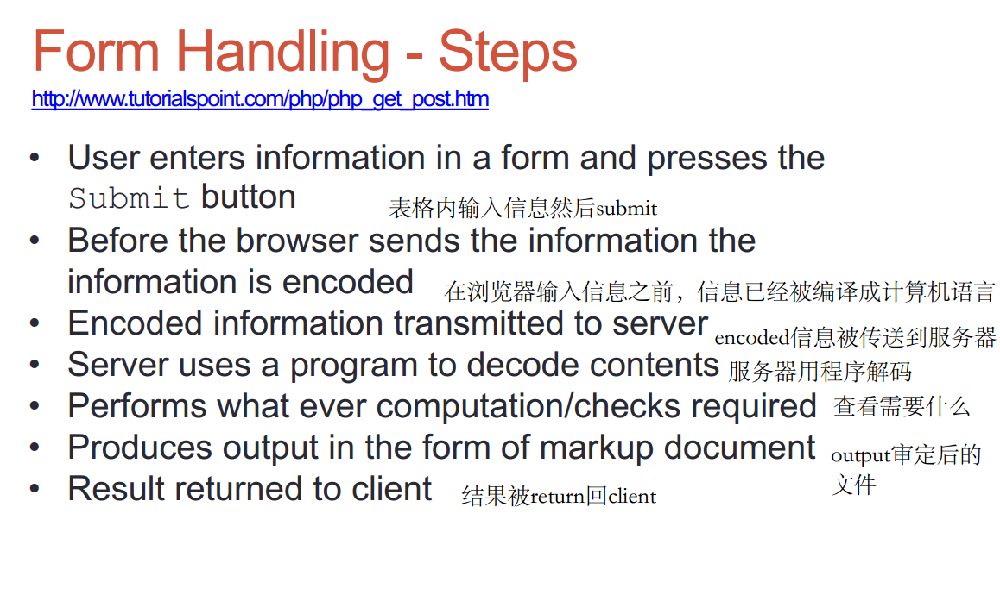 Form Handling - Steps
http://www.tutorialspoint.com/php/php_get_post.htm
• User enters information in a form and presses the
Submit button 表格内输入信息然后submit
• Before the browser sends the information the
information is encoded 在浏览器输入信息之前，信息已经被编译成计算机语言
• Encoded information transmitted to server encoded信息被传送到服务器
• Server uses a program to decode contents 服务器用程序解码
• Performs what ever computation/checks required 查看需要什么
• Produces output in the form of markup document output审定后的
文件
• Result returned to client 结果被return回client